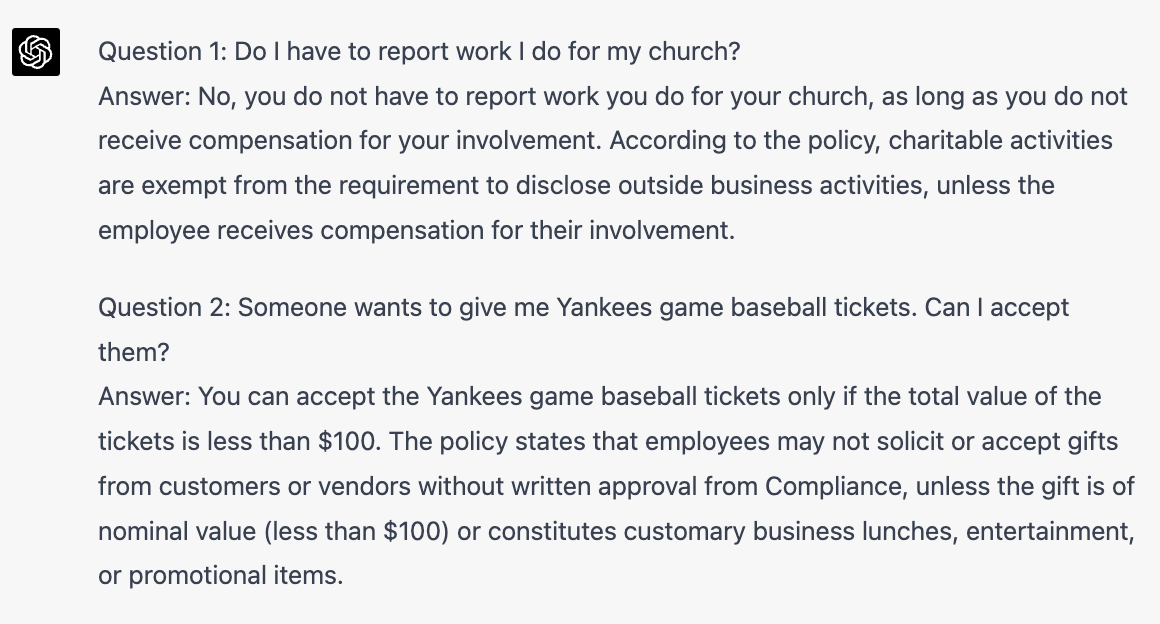 Question 1: Do I have to report work I do for my church?
Answer: No, you do not have to report work you do for your church, as long as you do not
receive compensation for your involvement. According to the policy, charitable activities
are exempt from the requirement to disclose outside business activities, unless the
employee receives compensation for their involvement.
Question 2: Someone wants to give me Yankees game baseball tickets. Can I accept
them?
Answer: You can accept the Yankees game baseball tickets only if the total value of the
tickets is less than $100. The policy states that employees may not solicit or accept gifts
from customers or vendors without written approval from Compliance, unless the gift is of
nominal value (less than $100) or constitutes customary business lunches, entertainment,
or promotional items.